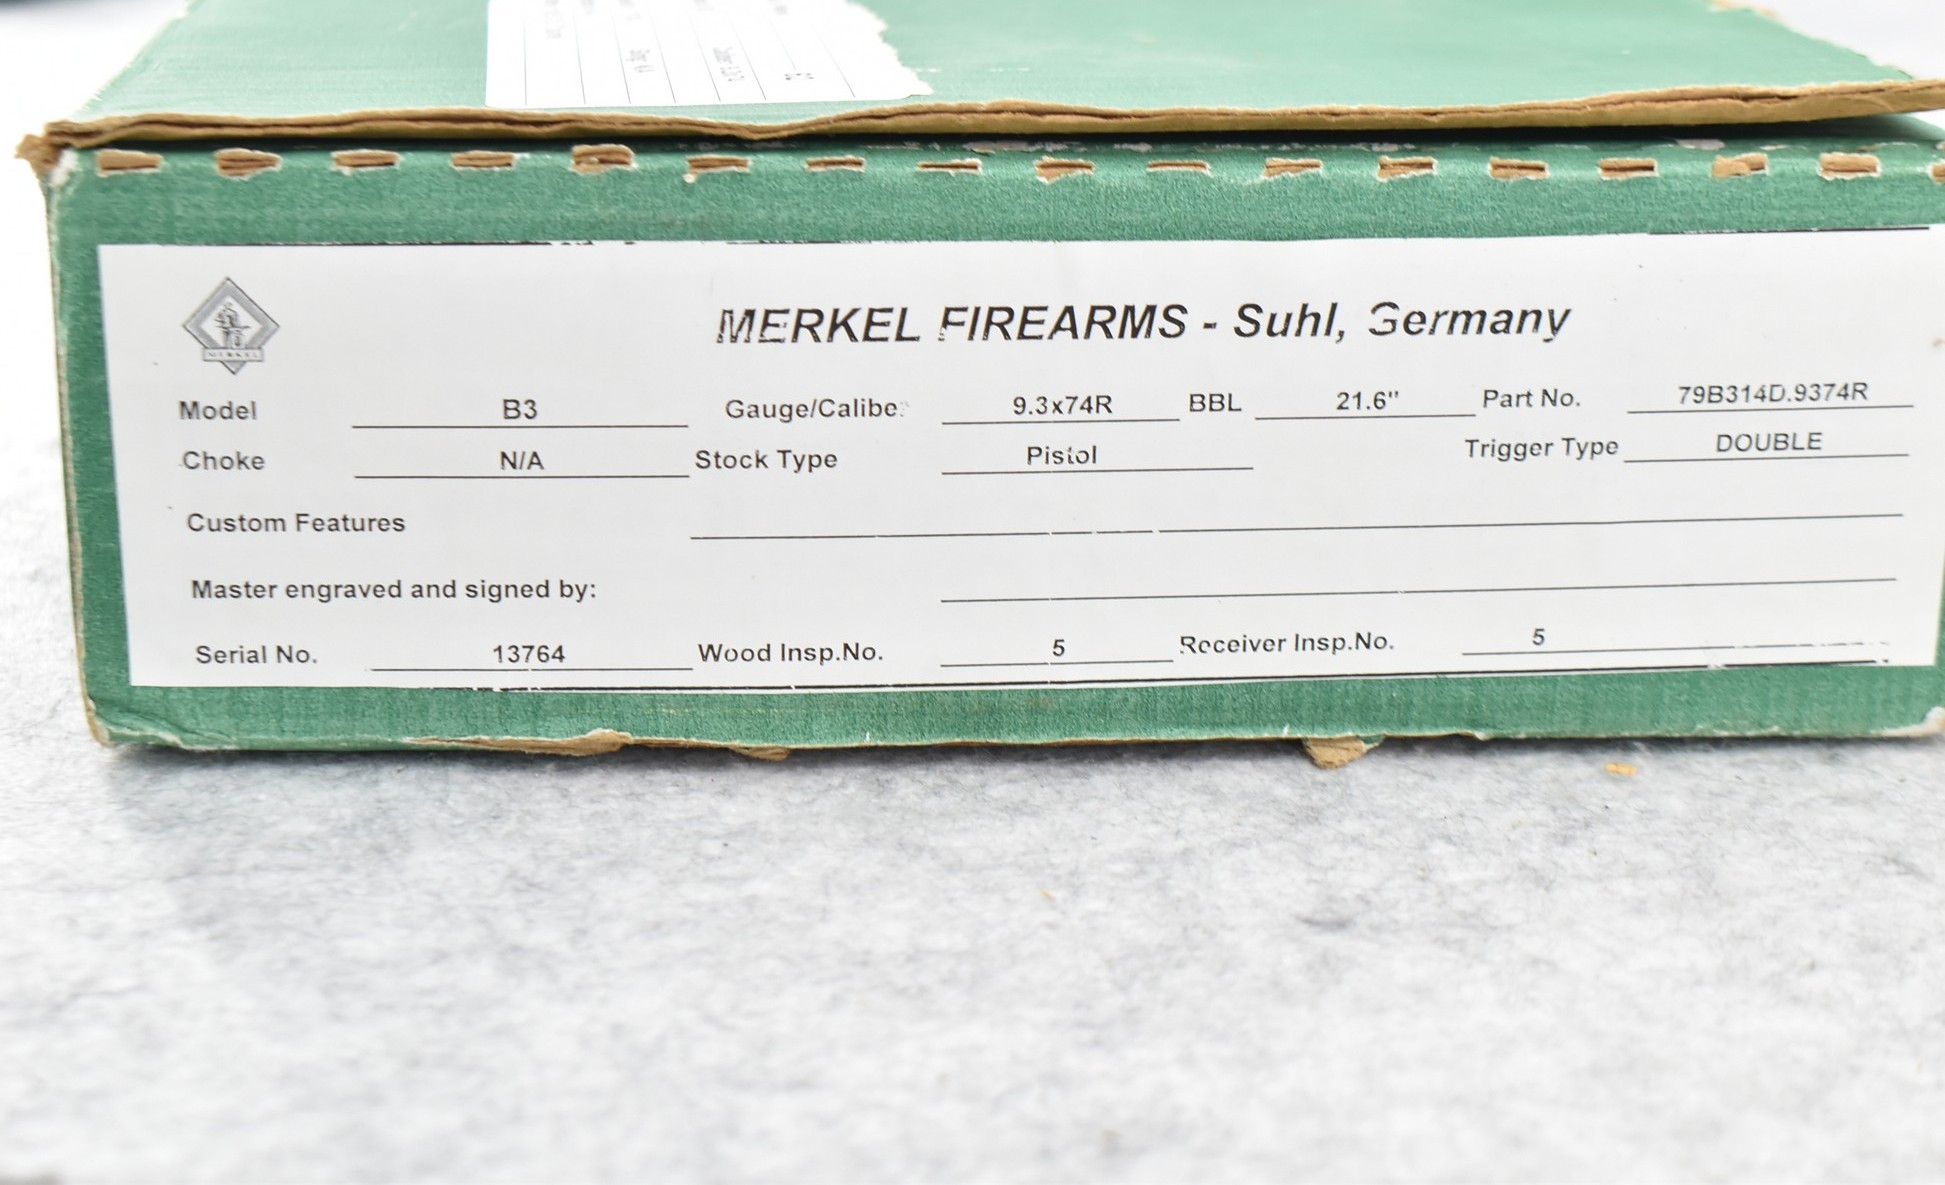 MERKEL
MERKEL FIREARMS - Suhl, Germany
Model B3 Gauge/Caliber 9.3x74R BBL 21.6" Part No. 79B314D.9374R
Choke N/A Stock Type Pistol Trigger Type DOUBLE
Custom Features
Master engraved and signed by:
Serial No. 13764 Wood Insp.No. 5 Receiver Insp.No. 5